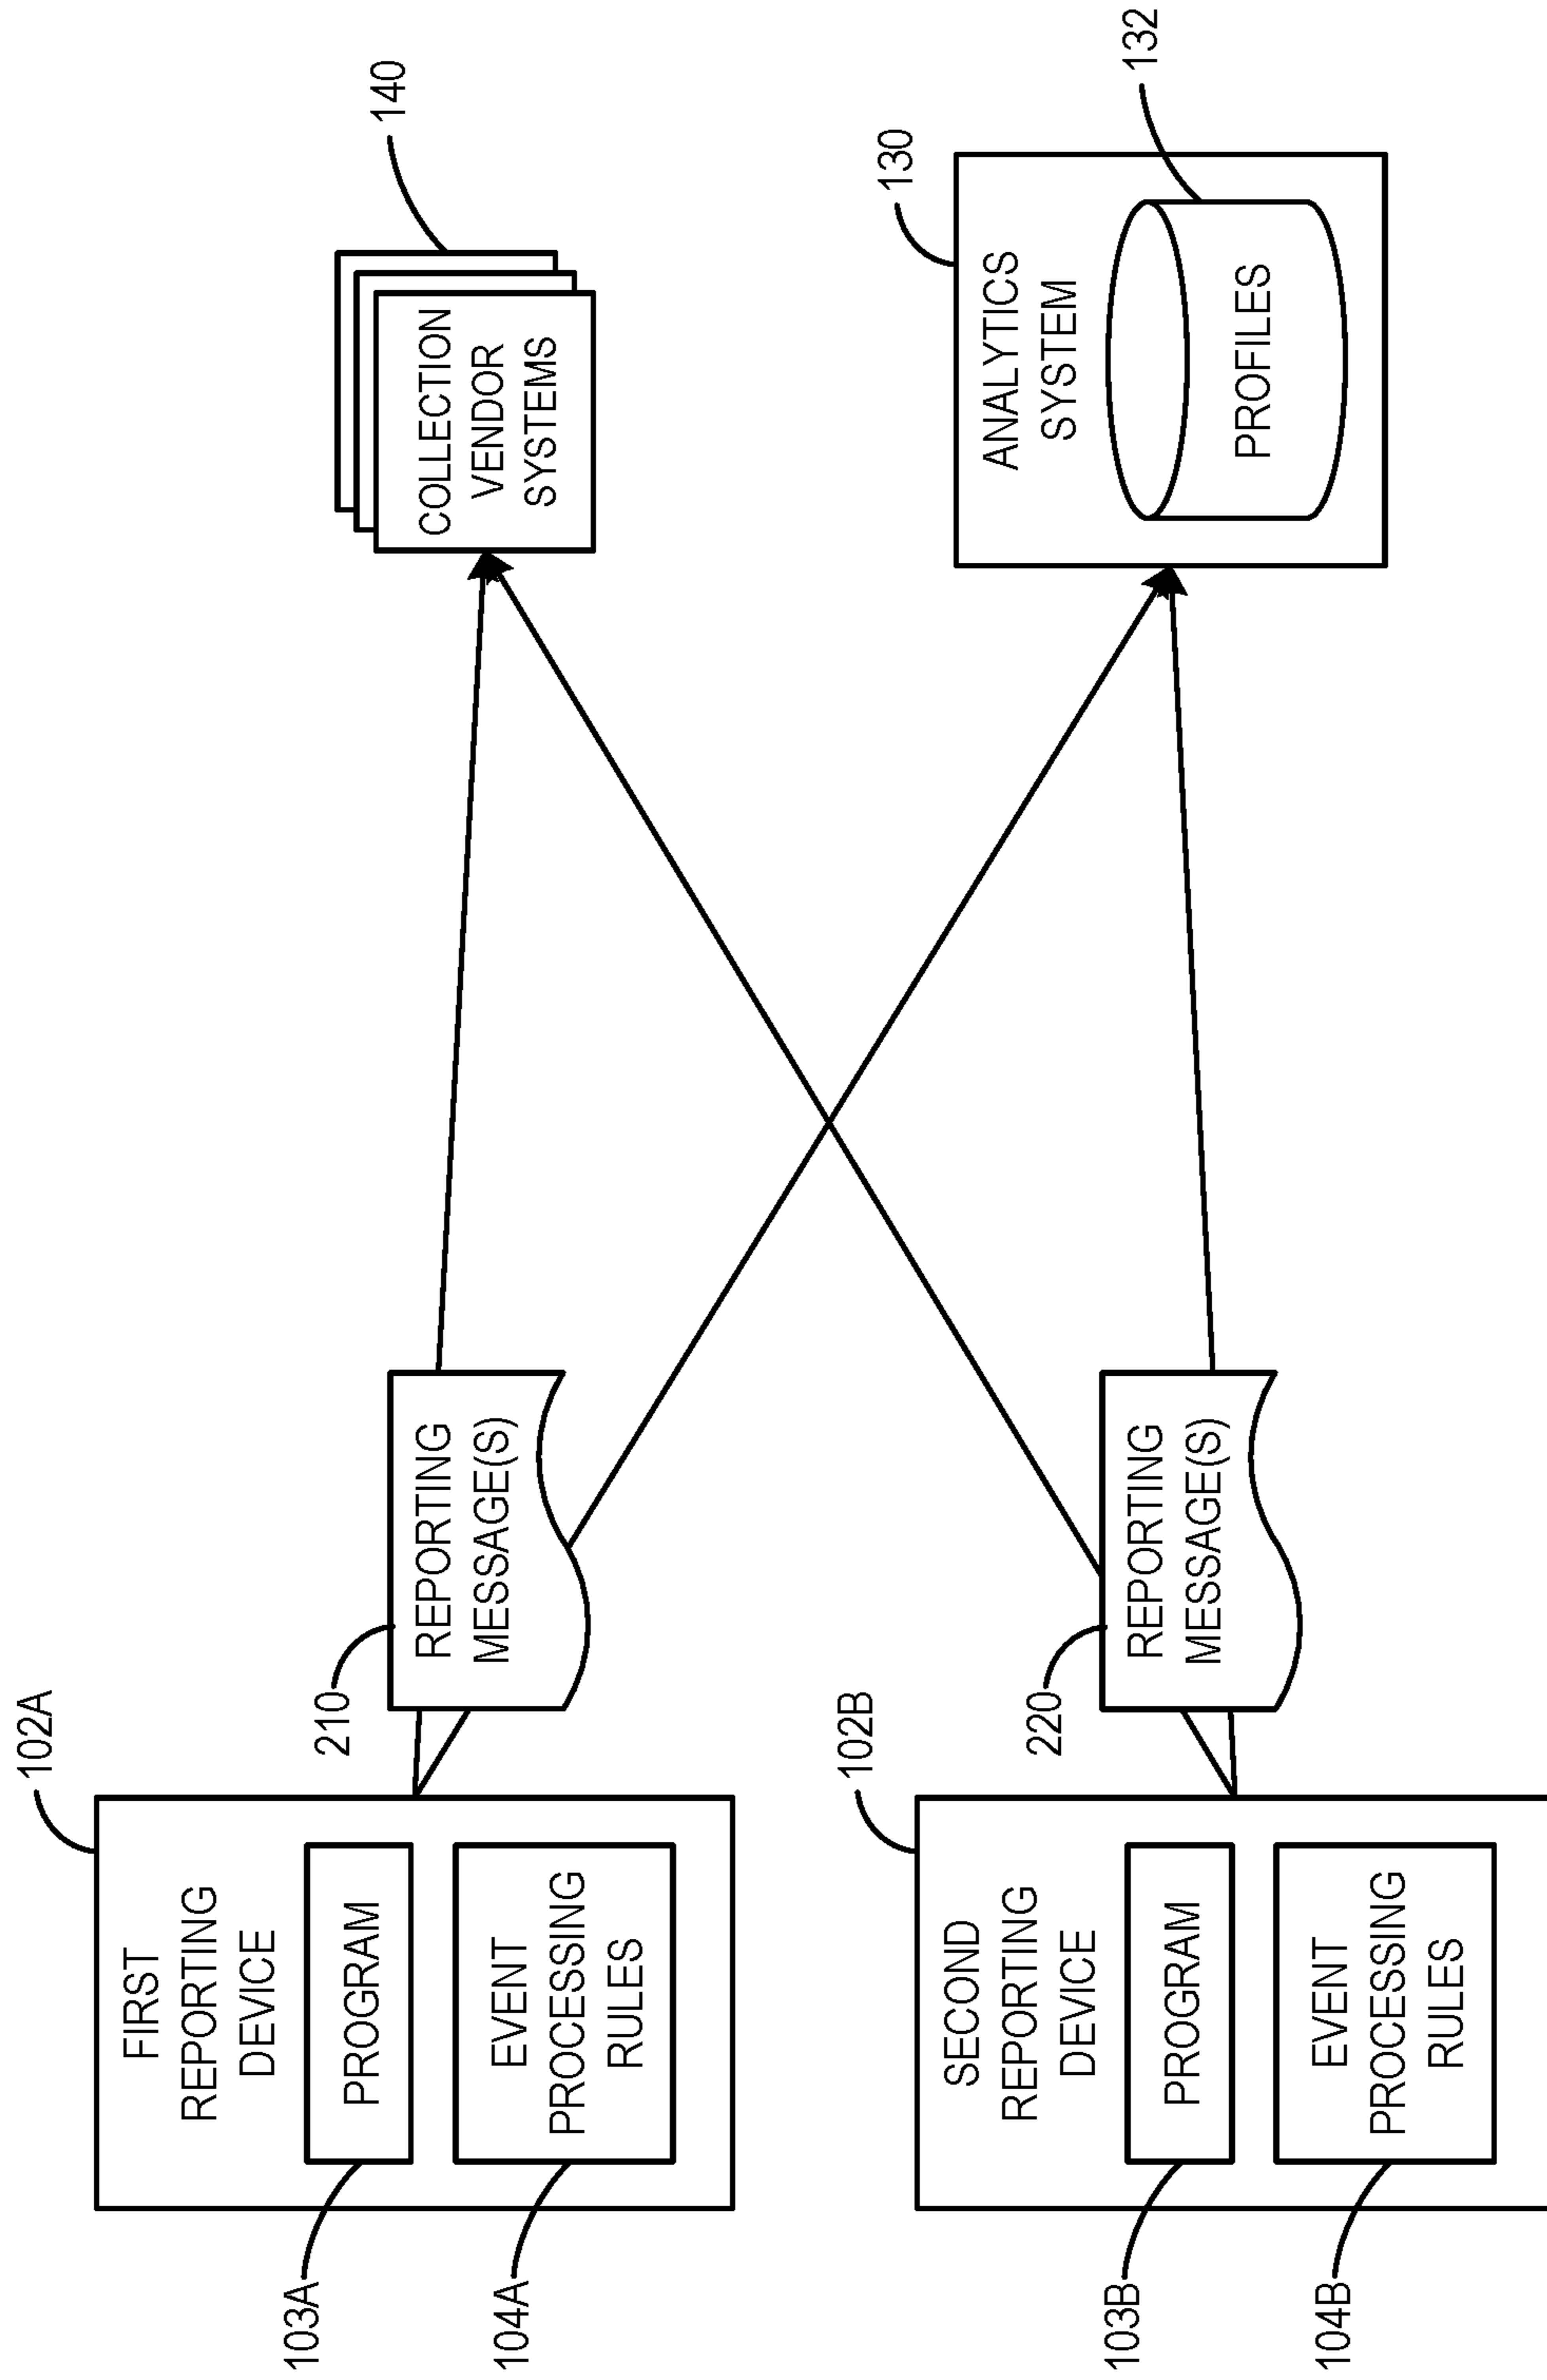 102A
FIRST
REPORTING
DEVICE
103A
PROGRAM
104A
EVENT
PROCESSING
RULES
210
REPORTING
MESSAGE(S)
140
COLLECTION
VENDOR
SYSTEMS
102B
SECOND
REPORTING
DEVICE
103B
PROGRAM
104B
EVENT
PROCESSING
RULES
220
REPORTING
MESSAGE(S)
130
ANALYTICS
SYSTEM
132
PROFILES